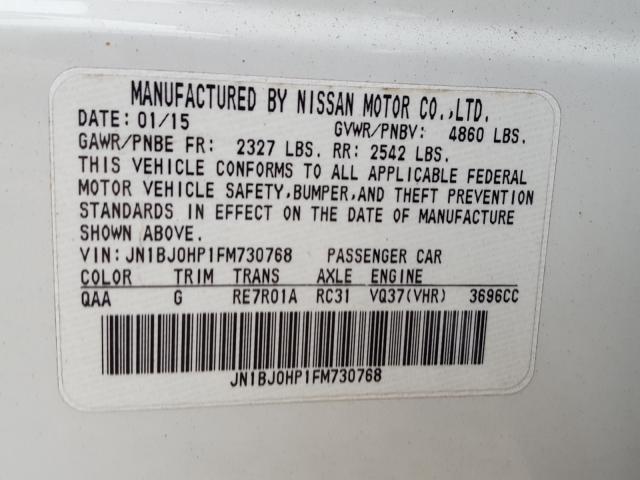 MANUFACTURED BY NISSAN MOTOR CO.,LTD.
DATE: 01/15 GVWR/PNBV: 4860 LBS.
GAWR/PNBE FR: 2327 LBS. RR: 2542 LBS.
THIS VEHICLE CONFORMS TO ALL APPLICABLE FEDERAL
MOTOR VEHICLE SAFETY,BUMPER,AND THEFT PREVENTION
STANDARDS IN EFFECT ON THE DATE OF MANUFACTURE
SHOWN ABOVE.
VIN: JN1BJ0HP1FM730768 PASSENGER CAR
COLOR TRIM TRANS AXLE ENGINE
QAA G RE7R01A RC31 VQ37(VHR) 3696CC
JN1BJ0HP1FM730768